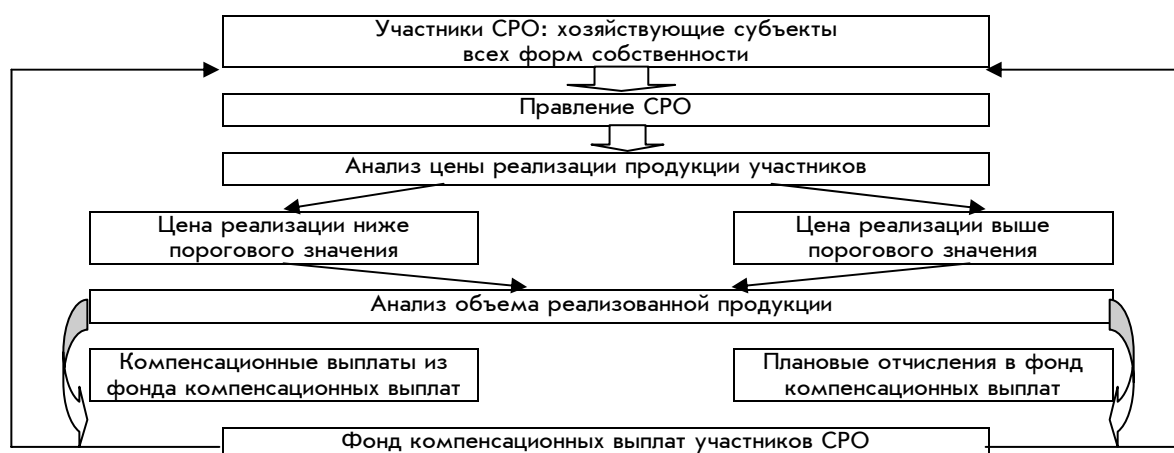 Участники СРО: хозяйствующие субъекты
всех форм собственности
Правление СРО
Анализ цены реализации продукции участников
Цена реализации ниже
порогового значения
Цена реализации выше
порогового значения
Анализ объема реализованной продукции
Компенсационные выплаты из
фонда компенсационных выплат
Плановые отчисления в фонд
компенсационных выплат
Фонд компенсационных выплат участников СРО